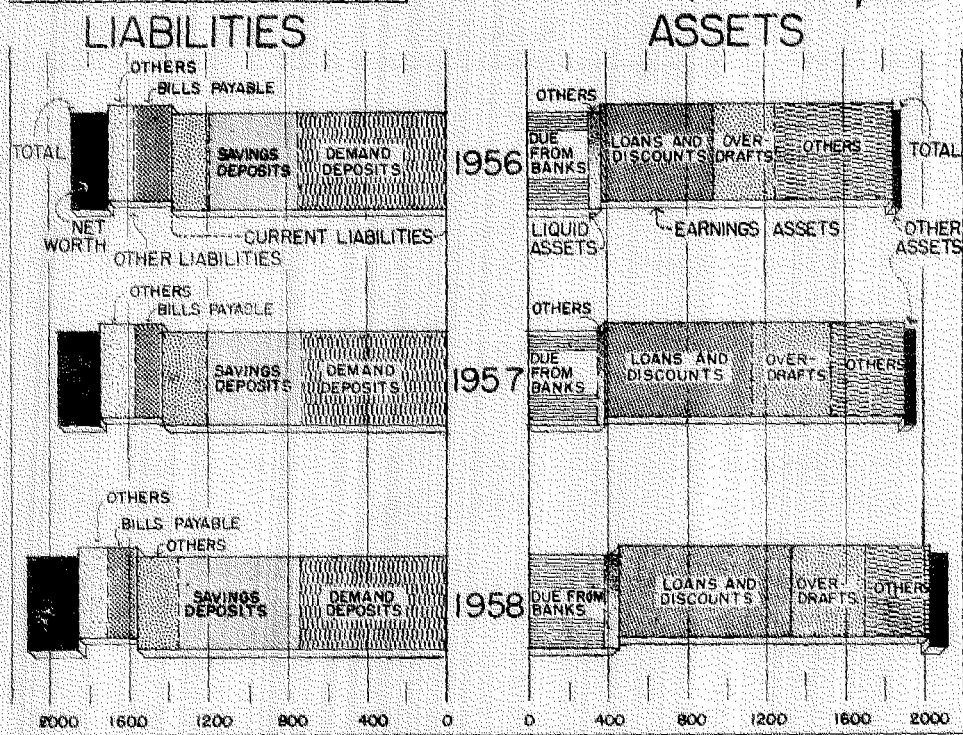 LIABILITIES
ASSETS
OTHERS
BILLS PAYABLE
TOTAL
SAVINGS
DEPOSITS
DEMAND
DEPOSITS
NET
WORTH
OTHER LIABILITIES
CURRENT LIABILITIES
1956
OTHERS
DUE
FROM
BANKS
LOANS AND
DISCOUNTS
OVER-
DRAFTS
OTHERS
TOTAL
LIQUID
ASSETS
EARNINGS ASSETS
OTHER
ASSETS
OTHERS
BILLS PAYABLE
SAVINGS
DEPOSITS
DEMAND
DEPOSITS
1957
OTHERS
DUE
FROM
BANKS
LOANS AND
DISCOUNTS
OVER-
DRAFTS
OTHERS
OTHERS
BILLS PAYABLE
OTHERS
SAVINGS
DEPOSITS
DEMAND
DEPOSITS
1958
DUE FROM
BANKS
LOANS AND
DISCOUNTS
OVER-
DRAFTS
OTHERS
2000 1600 1200 800 400 0
0 400 800 1200 1600 2000